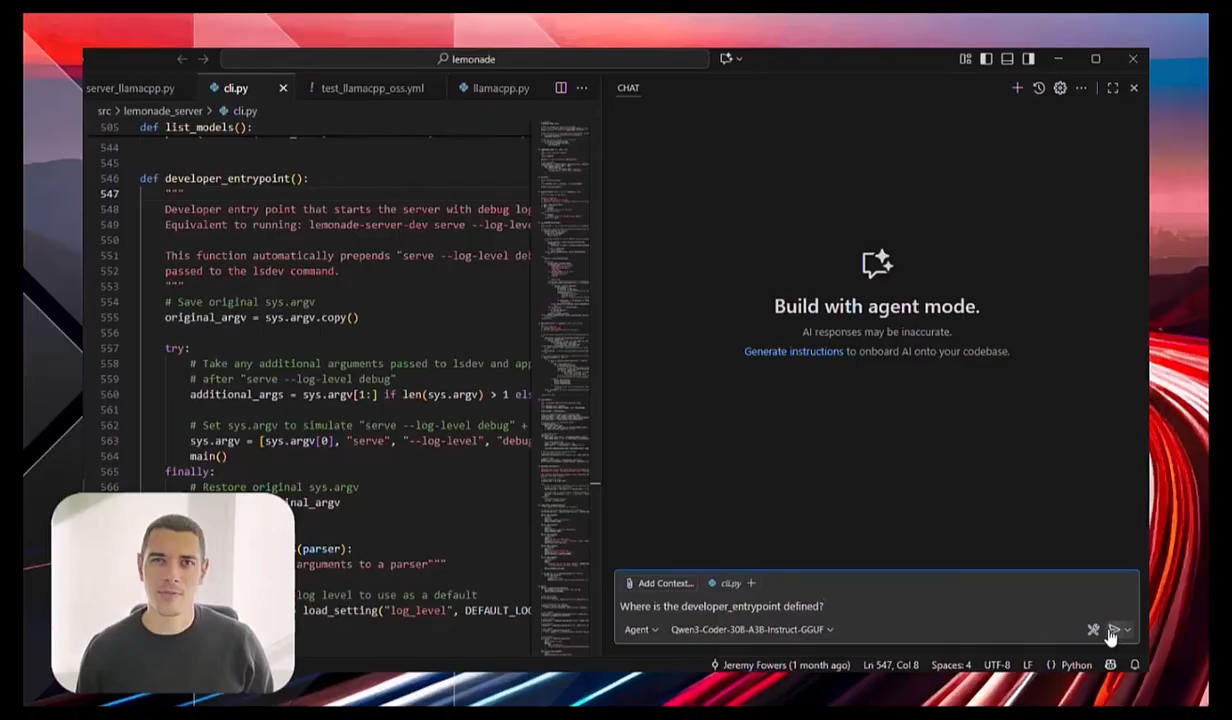 lemonade
server_llamacpp.py
cli.py
test_llamacpp_oss.yml
llamacpp.py
src > lemonade_server > cli.py
505 def list_models():
544
545
546 def developer_entrypoint():
547 """
548 Developer entry point that starts the server with debug log
549 Equivalent to running: lemonade-server-dev serve --log-leve
550
551 This function automatically prepends "serve --log-level deb
552 passed to the lsdev command.
553 """
554 # Save original sys.argv
555 original_argv = sys.argv.copy()
556
557 try:
558 # Take any additional arguments passed to lsdev and app
559 # after "serve --log-level debug"
560 additional_args = sys.argv[1:] if len(sys.argv) > 1 els
561
562 # Set sys.argv to simulate "serve --log-level debug" +
563 sys.argv = [sys.argv[0], "serve", "--log-level", "debug
564 main()
565 finally:
566 # Restore original sys.argv
inal_argv
(parser):
arguments to a parser"""
log level to use as a default
load_setting("log_level", DEFAULT_LOG
CHAT
Build with agent mode.
AI responses may be inaccurate.
Generate instructions to onboard AI onto your codebase.
Add Context...
cli.py
Where is the developer_entrypoint defined?
Agent
Qwen3-Coder-30B-A3B-Instruct-GGUF
Jeremy Fowers (1 month ago) Ln 547, Col 8 Spaces: 4 UTF-8 LF {} Python